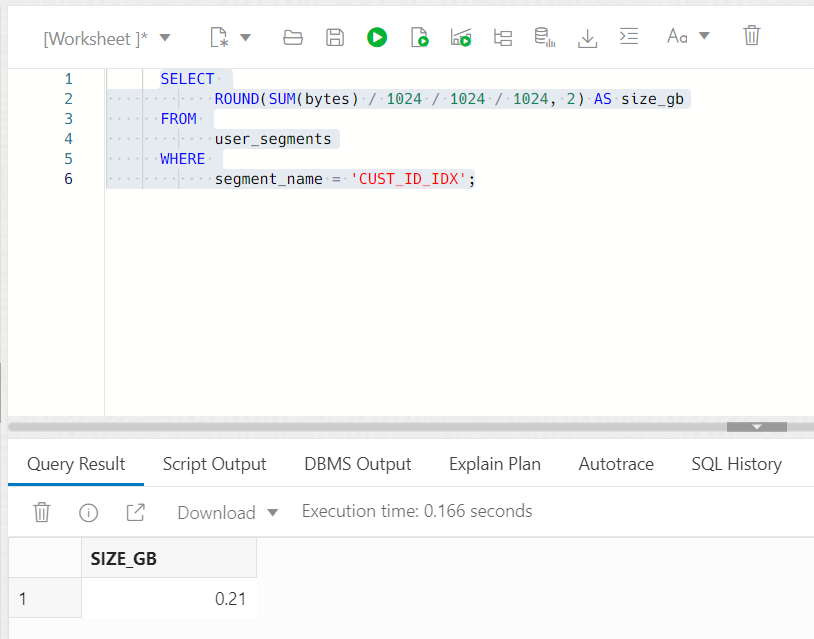 [Worksheet ]*
Aa
1 SELECT
2 ROUND(SUM(bytes) / 1024 / 1024 / 1024, 2) AS size_gb
3 FROM
4 user_segments
5 WHERE
6 segment_name = 'CUST_ID_IDX';
Query Result Script Output DBMS Output Explain Plan Autotrace SQL History
Download Execution time: 0.166 seconds
SIZE_GB
1 0.21